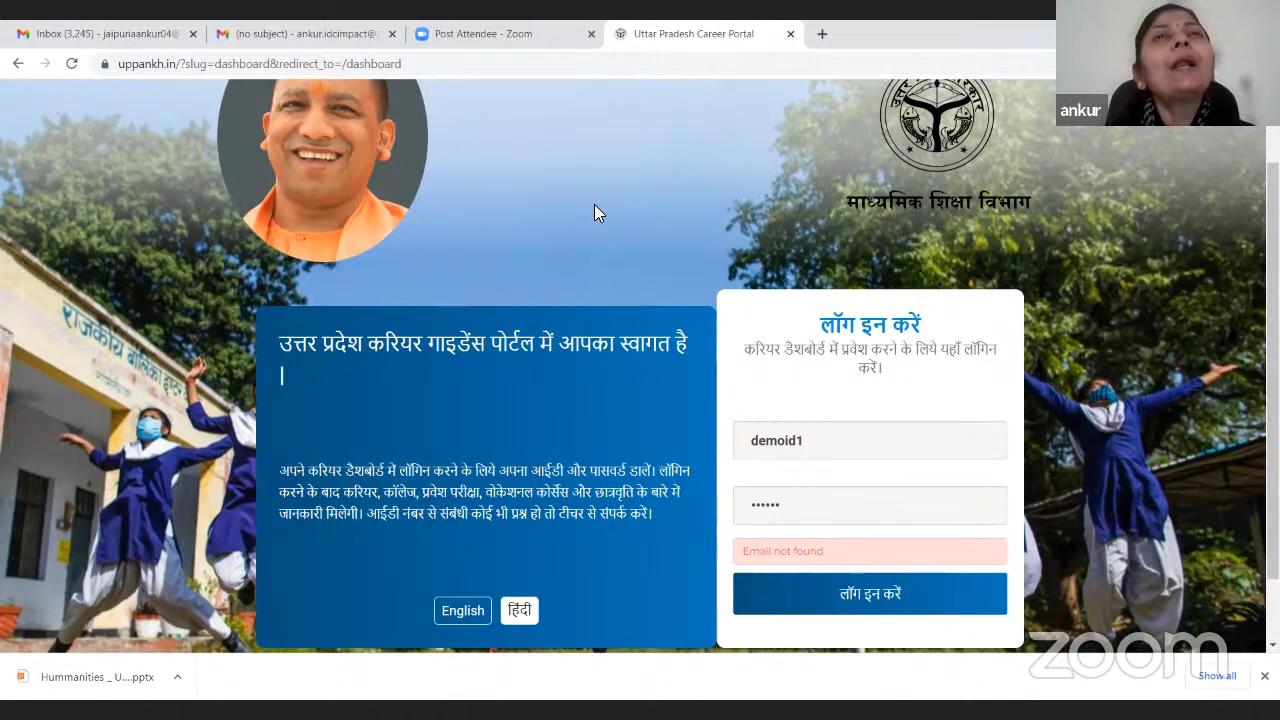 Inbox (3,245) - jaipuriaankur04@
(no subject) - ankur.idcimpact@
Post Attendee - Zoom
Uttar Pradesh Career Portal
uppankh.in/?slug=dashboard&redirect_to=/dashboard
ankur
उत्तर
माध्यमिक शिक्षा विभाग
राजकीय बालिका
लॉग इन करें
करियर डैशबोर्ड में प्रवेश करने के लिये यहाँ लॉगिन
करें।
उत्तर प्रदेश करियर गाइडेंस पोर्टल में आपका स्वागत है
|
demoid1
अपने करियर डैशबोर्ड में लॉगिन करने के लिये अपना आईडी और पासवर्ड डालें। लॉगिन
करने के बाद करियर, कॉलेज, प्रवेश परीक्षा, वोकेशनल कोर्सेस और छात्रवृति के बारे में
जानकारी मिलेगी। आईडी नंबर से संबंधी कोई भी प्रश्न हो तो टीचर से संपर्क करें।
••••••
Email not found
लॉग इन करें
English
हिंदी
zoom
Hummanities _ U....pptx
Show all